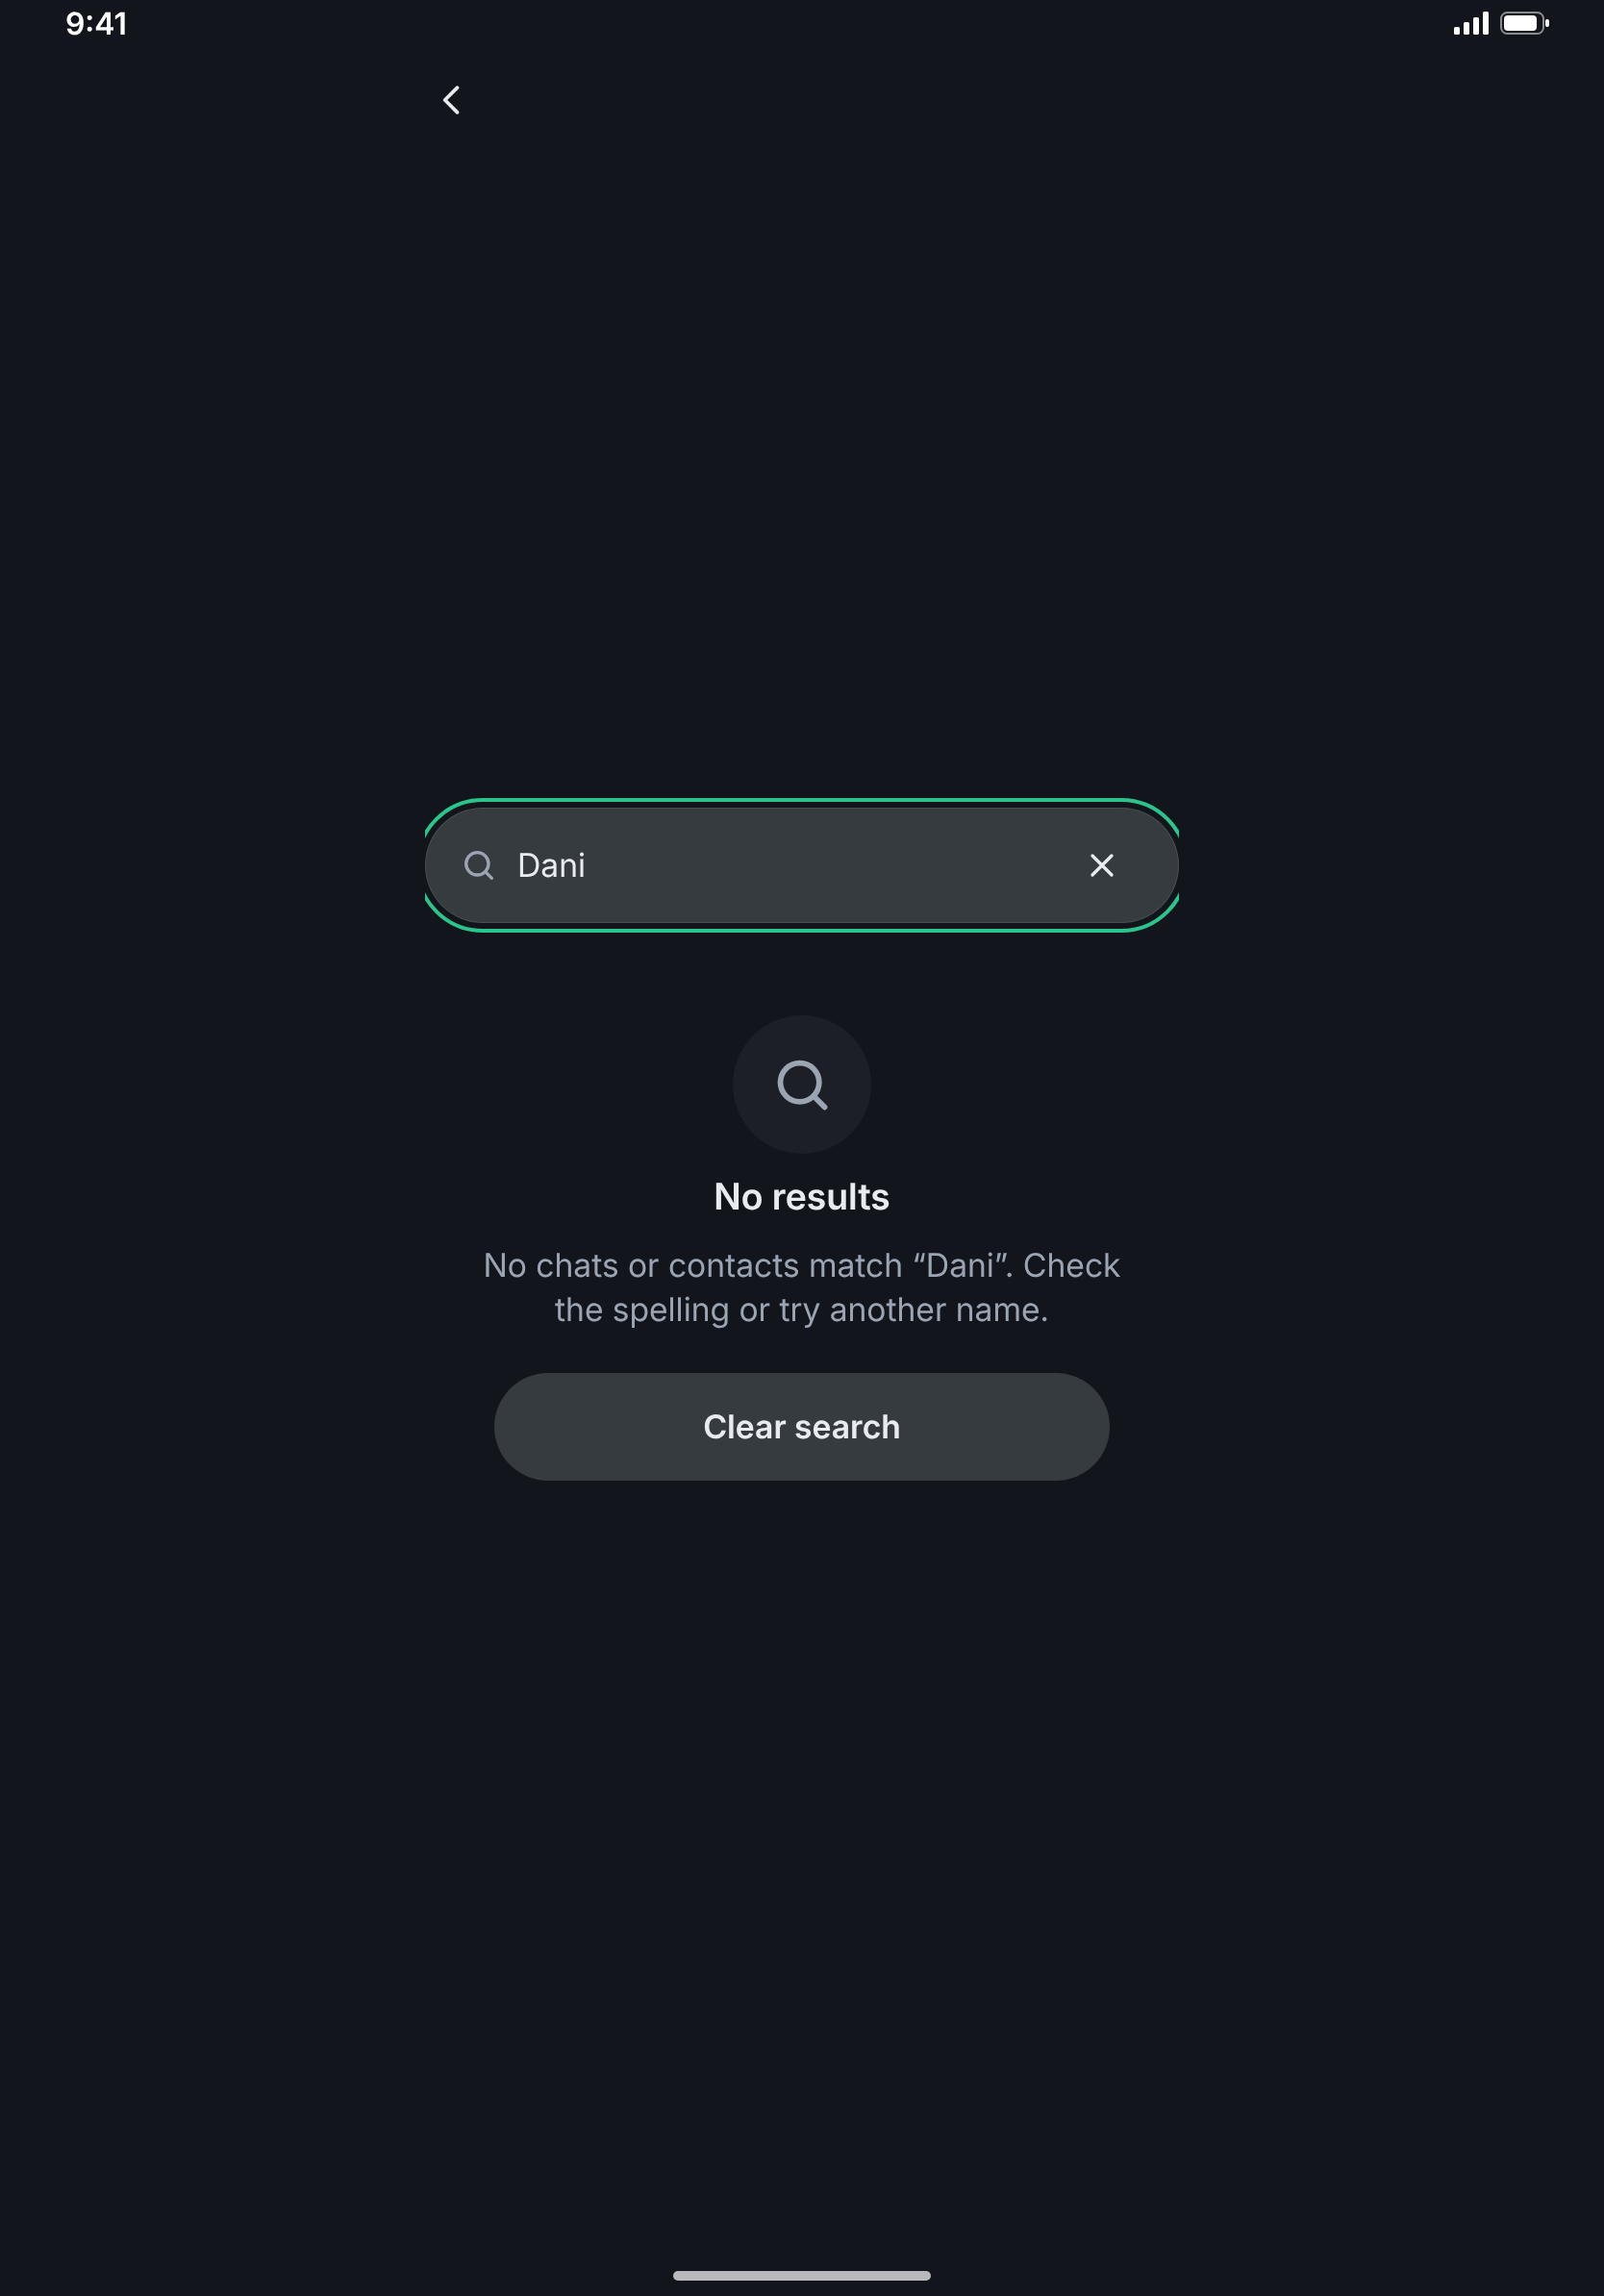 9:41
Dani
No results
No chats or contacts match “Dani”. Check
the spelling or try another name.
Clear search